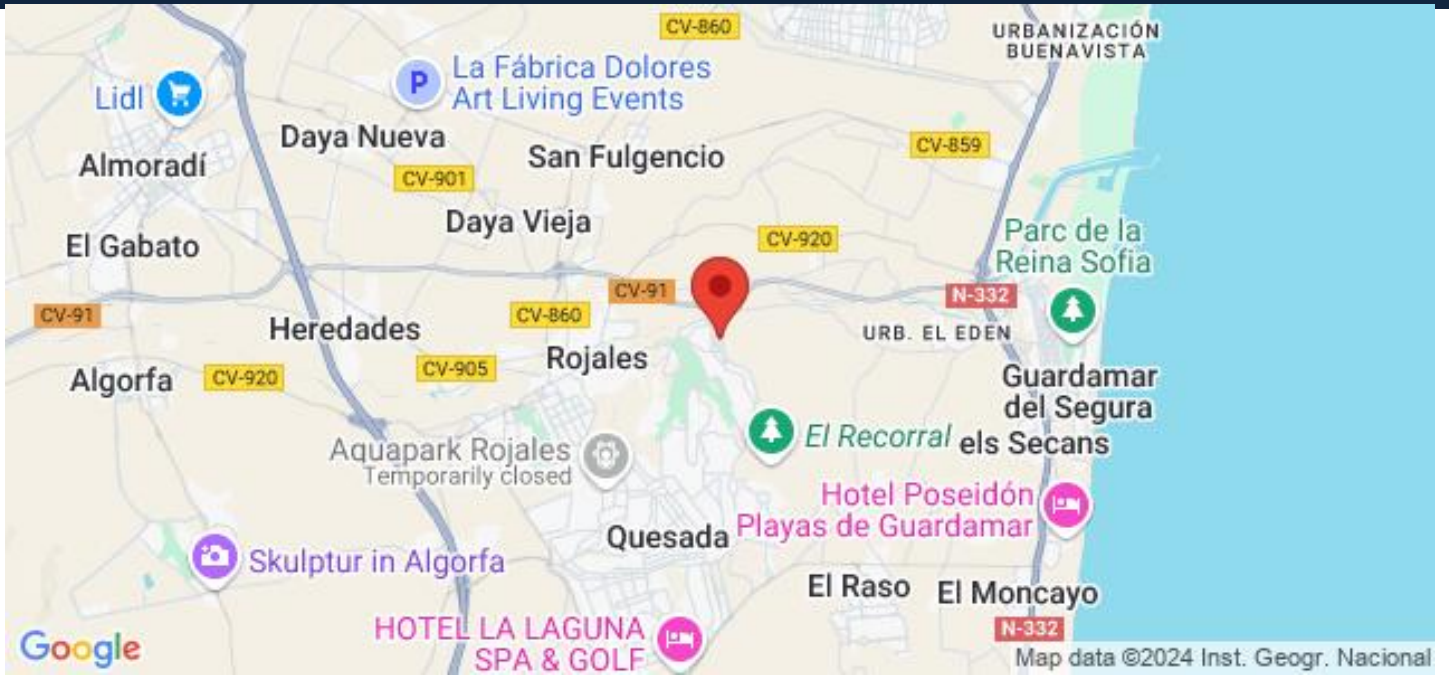 CV-860
URBANIZACIÓN
BUENAVISTA
La Fábrica Dolores
Art Living Events
P
Lidl
Daya Nueva
San Fulgencio
CV-859
Almoradí
CV-901
Daya Vieja
El Gabato
CV-920
Parc de la
Reina Sofia
CV-91
N-332
CV-91
CV-860
Heredades
URB. EL EDEN
Rojales
Algorfa
CV-920
CV-905
Guardamar
del Segura
El Recorral
els Secans
Aquapark Rojales
Temporarily closed
Hotel Poseidón
Playas de Guardamar
Quesada
Skulptur in Algorfa
El Raso
El Moncayo
HOTEL LA LAGUNA
SPA & GOLF
N-332
Google
Map data ©2024 Inst. Geogr. Nacional